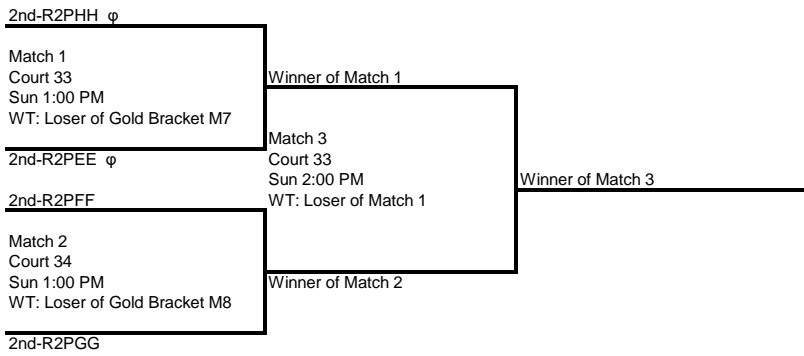 2nd-R2PHH φ
Match 1
Court 33
Sun 1:00 PM
WT: Loser of Gold Bracket M7
2nd-R2PEE φ
Winner of Match 1
Match 3
Court 33
Sun 2:00 PM
WT: Loser of Match 1
Winner of Match 3
2nd-R2PFF
Match 2
Court 34
Sun 1:00 PM
WT: Loser of Gold Bracket M8
2nd-R2PGG
Winner of Match 2